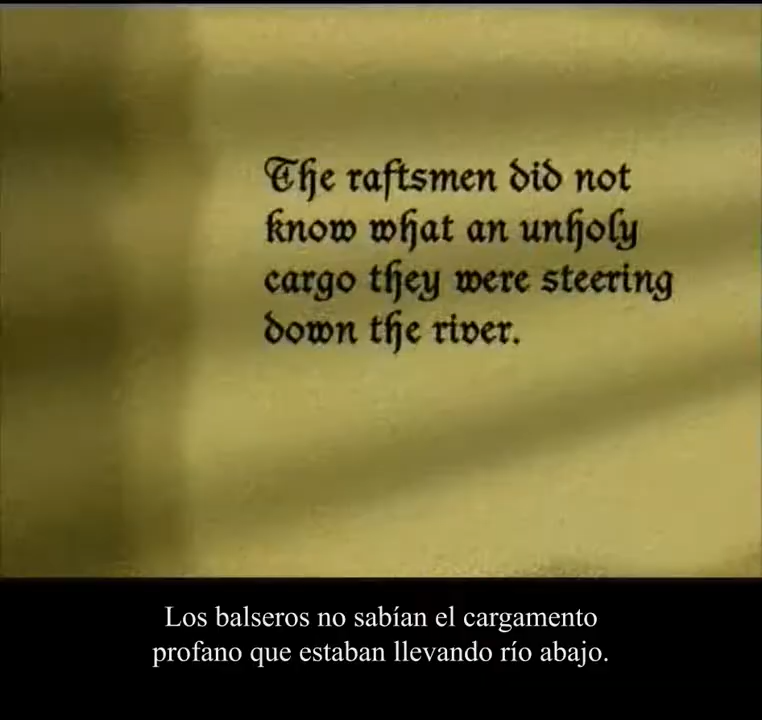 The raftsmen did not
know what an unholy
cargo they were steering
down the river.
Los balseros no sabían el cargamento
profano que estaban llevando río abajo.